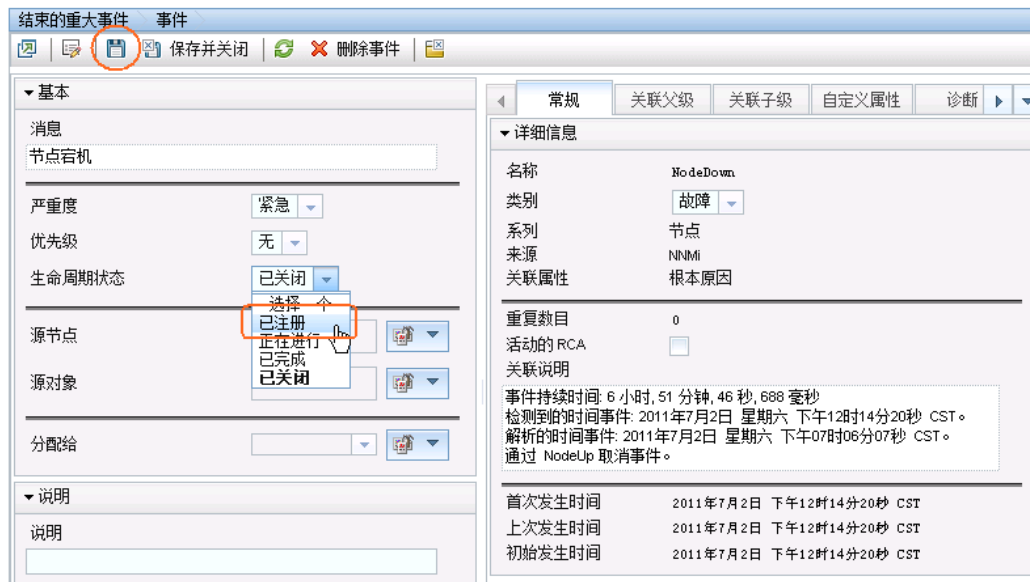 结束的重大事件 事件
保存并关闭 删除事件
基本
消息
节点宕机
严重度 紧急
优先级 无
生命周期状态 已关闭
选择一个
已注册
正在进行
已完成
已关闭
源节点
源对象
分配给
说明
说明
常规 关联父级 关联子级 自定义属性 诊断
详细信息
名称 NodeDown
类别 故障
系列 节点
来源 NNMi
关联属性 根本原因
重复数目 0
活动的 RCA
关联说明
事件持续时间: 6 小时, 51 分钟, 46 秒, 688 毫秒
检测到的时间事件: 2011年7月2日 星期六 下午12时14分20秒 CST。
解析的时间事件: 2011年7月2日 星期六 下午07时06分07秒 CST。
通过 NodeUp 取消事件。
首次发生时间 2011年7月2日 下午12时14分20秒 CST
上次发生时间 2011年7月2日 下午12时14分20秒 CST
初始发生时间 2011年7月2日 下午12时14分20秒 CST